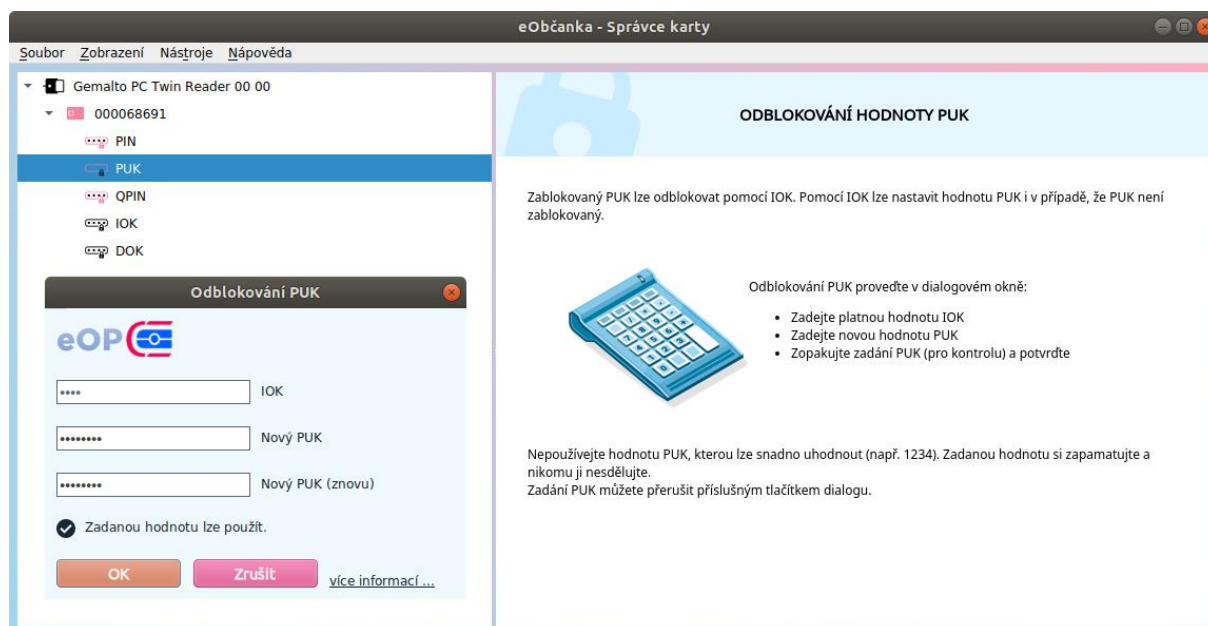 eObčanka - Správce karty
Soubor Zobrazení Nástroje Nápověda
Gemalto PC Twin Reader 00 00
000068691
PIN
PUK
QPIN
IOK
DOK
Odblokování PUK
eOP
IOK
Nový PUK
Nový PUK (znovu)
Zadanou hodnotu lze použít.
OK Zrušit více informací ...
ODBLOKOVÁNÍ HODNOTY PUK
Zablokovaný PUK lze odblokovat pomocí IOK. Pomocí IOK lze nastavit hodnotu PUK i v případě, že PUK není
zablokovaný.
Odblokování PUK proveďte v dialogovém okně:
• Zadejte platnou hodnotu IOK
• Zadejte novou hodnotu PUK
• Zopakujte zadání PUK (pro kontrolu) a potvrďte
Nepoužívejte hodnotu PUK, kterou lze snadno uhodnout (např. 1234). Zadanou hodnotu si zapamatujte a
nikomu ji nesdělujte.
Zadání PUK můžete přerušit příslušným tlačítkem dialogu.